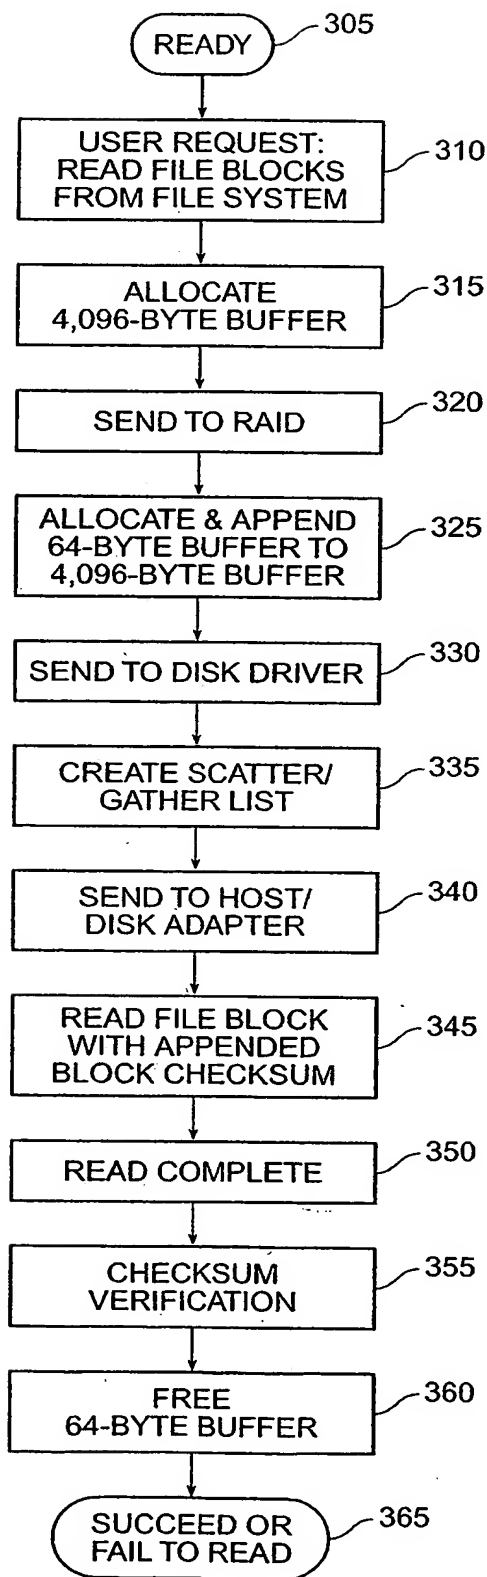 READY
305
USER REQUEST:
READ FILE BLOCKS
FROM FILE SYSTEM
310
ALLOCATE
4,096-BYTE BUFFER
315
SEND TO RAID
320
ALLOCATE & APPEND
64-BYTE BUFFER TO
4,096-BYTE BUFFER
325
SEND TO DISK DRIVER
330
CREATE SCATTER/
GATHER LIST
335
SEND TO HOST/
DISK ADAPTER
340
READ FILE BLOCK
WITH APPENDED
BLOCK CHECKSUM
345
READ COMPLETE
350
CHECKSUM
VERIFICATION
355
FREE
64-BYTE BUFFER
360
SUCCEED OR
FAIL TO READ
365